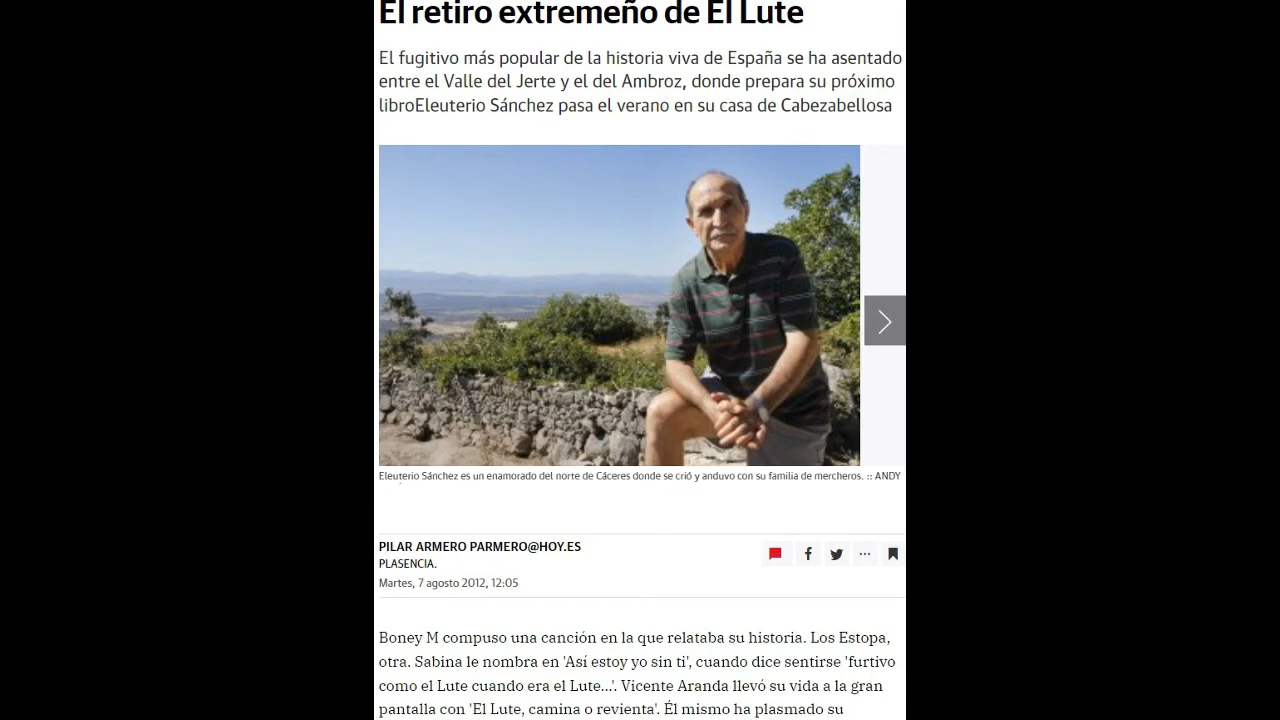 El retiro extremeño de El Lute
El fugitivo más popular de la historia viva de España se ha asentado
entre el Valle del Jerte y el del Ambroz, donde prepara su próximo
libroEleuterio Sánchez pasa el verano en su casa de Cabezabellosa
Eleuterio Sánchez es un enamorado del norte de Cáceres donde se crió y anduvo con su familia de mercheros. :: ANDY
PILAR ARMERO PARMERO@HOY.ES
PLASENCIA.
Martes, 7 agosto 2012, 12:05
Boney M compuso una canción en la que relataba su historia. Los Estopa,
otra. Sabina le nombra en 'Así estoy yo sin ti', cuando dice sentirse 'furtivo
como el Lute cuando era el Lute...'. Vicente Aranda llevó su vida a la gran
pantalla con 'El Lute, camina o revienta'. Él mismo ha plasmado su